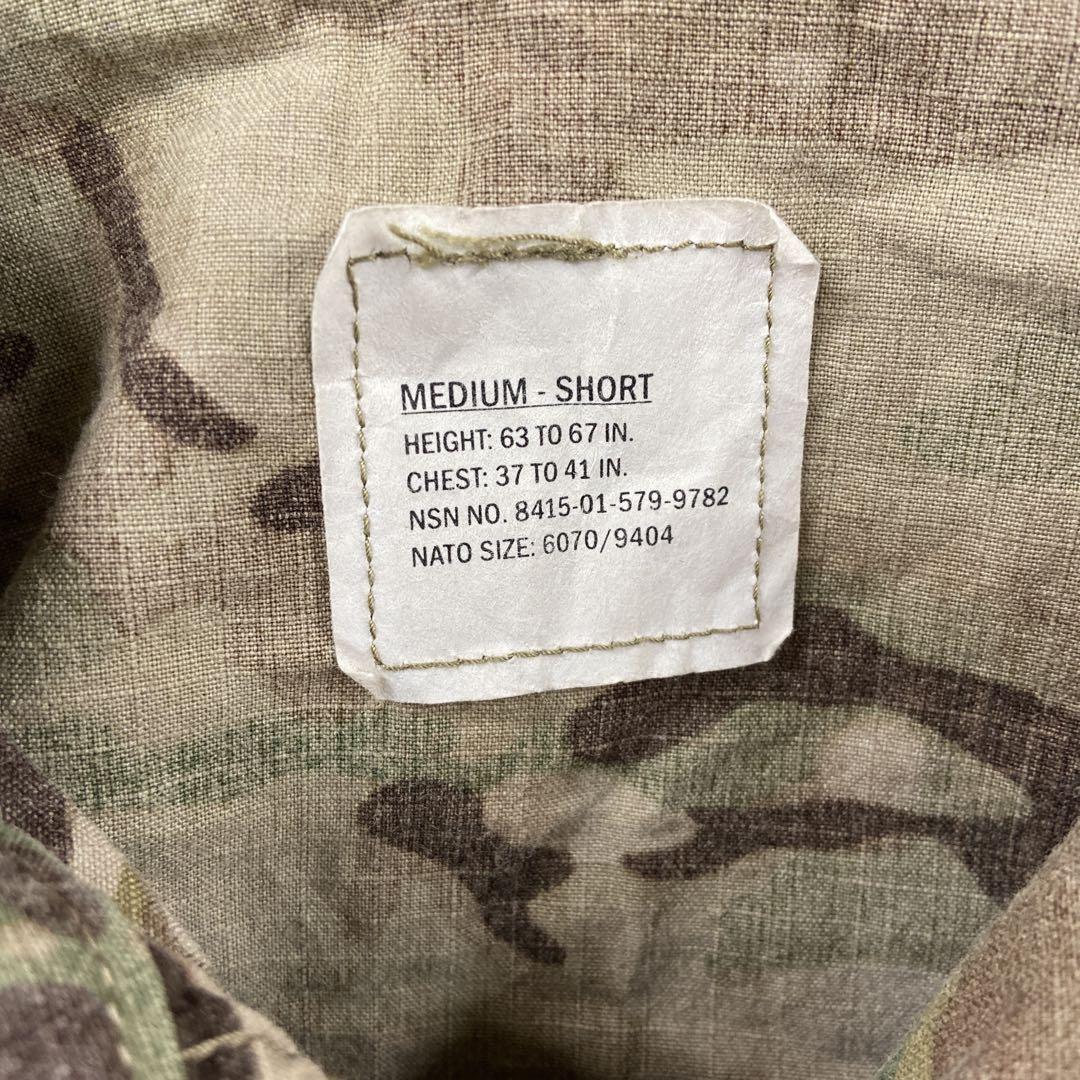 MEDIUM - SHORT
HEIGHT: 63 TO 67 IN.
CHEST: 37 TO 41 IN.
NSN NO. 8415-01-579-9782
NATO SIZE: 6070/9404